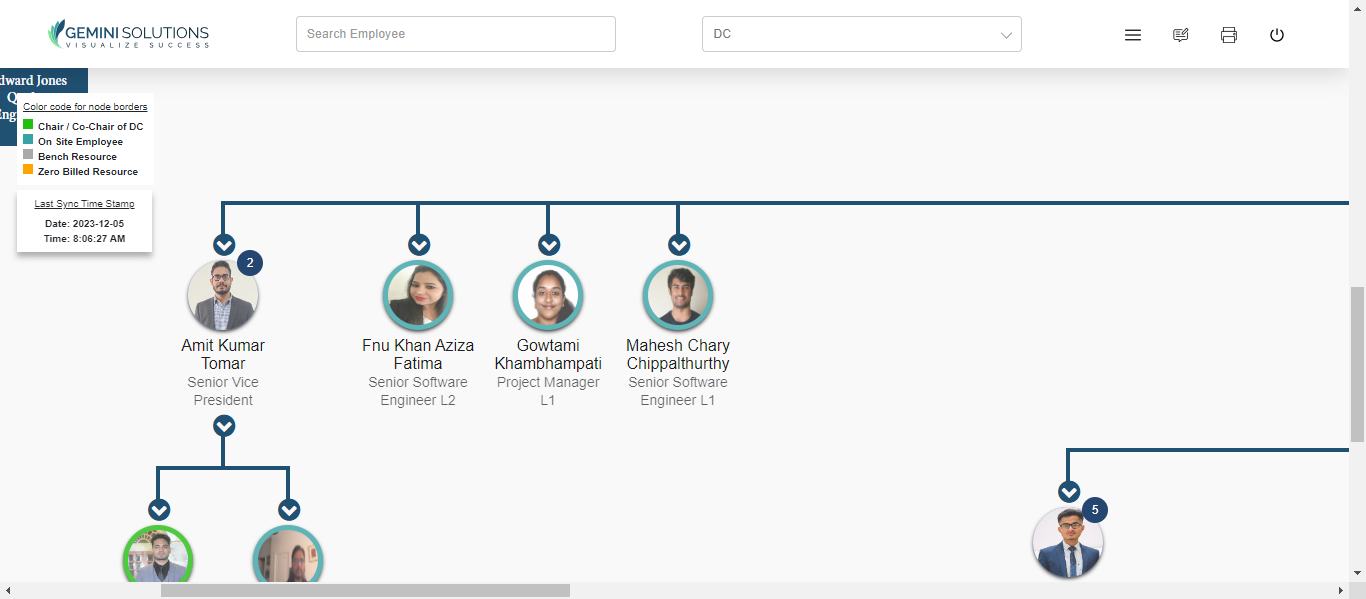 GEMINI SOLUTIONS
VISUALIZE SUCCESS
Search Employee
DC
dward Jones
Color code for node borders
Chair / Co-Chair of DC
On Site Employee
Bench Resource
Zero Billed Resource
Last Sync Time Stamp
Date: 2023-12-05
Time: 8:06:27 AM
2
Amit Kumar
Tomar
Senior Vice
President
Fnu Khan Aziza
Fatima
Senior Software
Engineer L2
Gowtami
Khambhampati
Project Manager
L1
Mahesh Chary
Chippalthurthy
Senior Software
Engineer L1
5